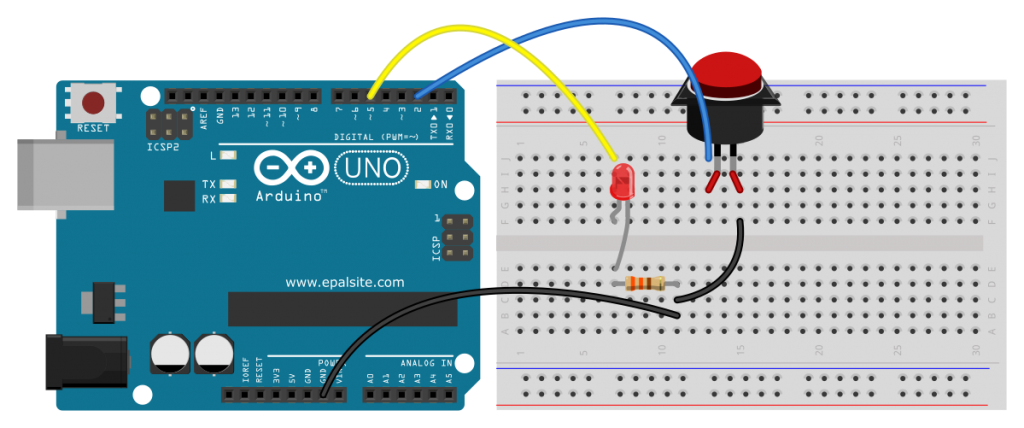 AREF
GND
13
12
~11
~10
~9
8
7
~6
~5
4
~3
2
TXD ▶ 1
RXD ◀ 0
RESET
ICSP2
DIGITAL (PWM=~)
L
TX
RX
UNO
Arduino™
ON
1
ICSP
www.epalsite.com
POWER
ANALOG IN
IOREF
RESET
3V3
5V
GND
GND
VIN
A0
A1
A2
A3
A4
A5
1
5
10
15
20
25
30
J
I
H
G
F
E
D
C
B
A
1
5
10
15
20
25
30
J
I
H
G
F
E
D
C
B
A